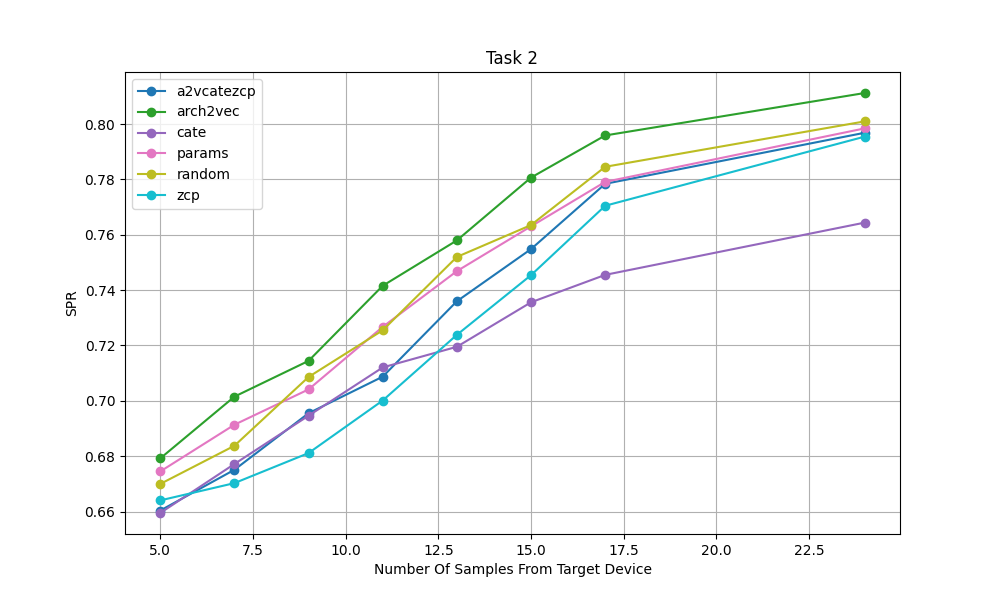 Task 2
a2vcatezcp
arch2vec
cate
params
random
zcp
SPR
0.80
0.78
0.76
0.74
0.72
0.70
0.68
0.66
5.0 7.5 10.0 12.5 15.0 17.5 20.0 22.5
Number Of Samples From Target Device